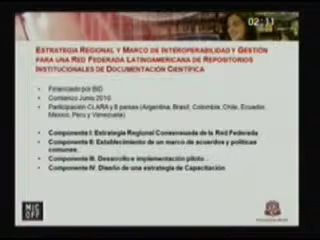 02:11
ESTRATEGIA REGIONAL Y MARCO DE INTEROPERABILIDAD Y GESTIÓN
PARA UNA RED FEDERADA LATINOAMERICANA DE REPOSITORIOS
INSTITUCIONALES DE DOCUMENTACIÓN CIENTÍFICA
Financiado por BID
Comienzo Junio 2010
Participación CLARA y 8 países (Argentina, Brasil, Colombia, Chile, Ecuador,
México, Peru y Venezuela)
Componente I: Estrategia Regional Consensuada de la Red Federada
Componente II: Establecimiento de un marco de acuerdos y políticas
comunes.
Componente III. Desarrollo e implementación piloto.
Componente IV. Diseño de una estrategia de Capacitación
MIC
OFF